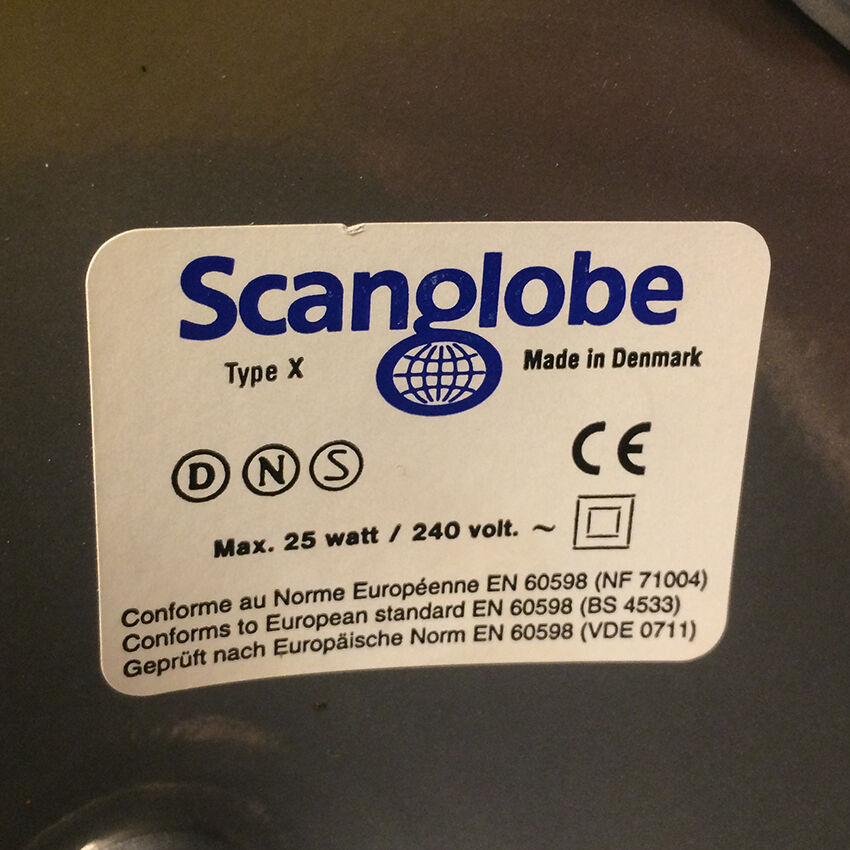 Scanglobe
Type X
Made in Denmark
D N S
CE
Max. 25 watt / 240 volt. ~
Conforme au Norme Européenne EN 60598 (NF 71004)
Conforms to European standard EN 60598 (BS 4533)
Geprüft nach Europäische Norm EN 60598 (VDE 0711)